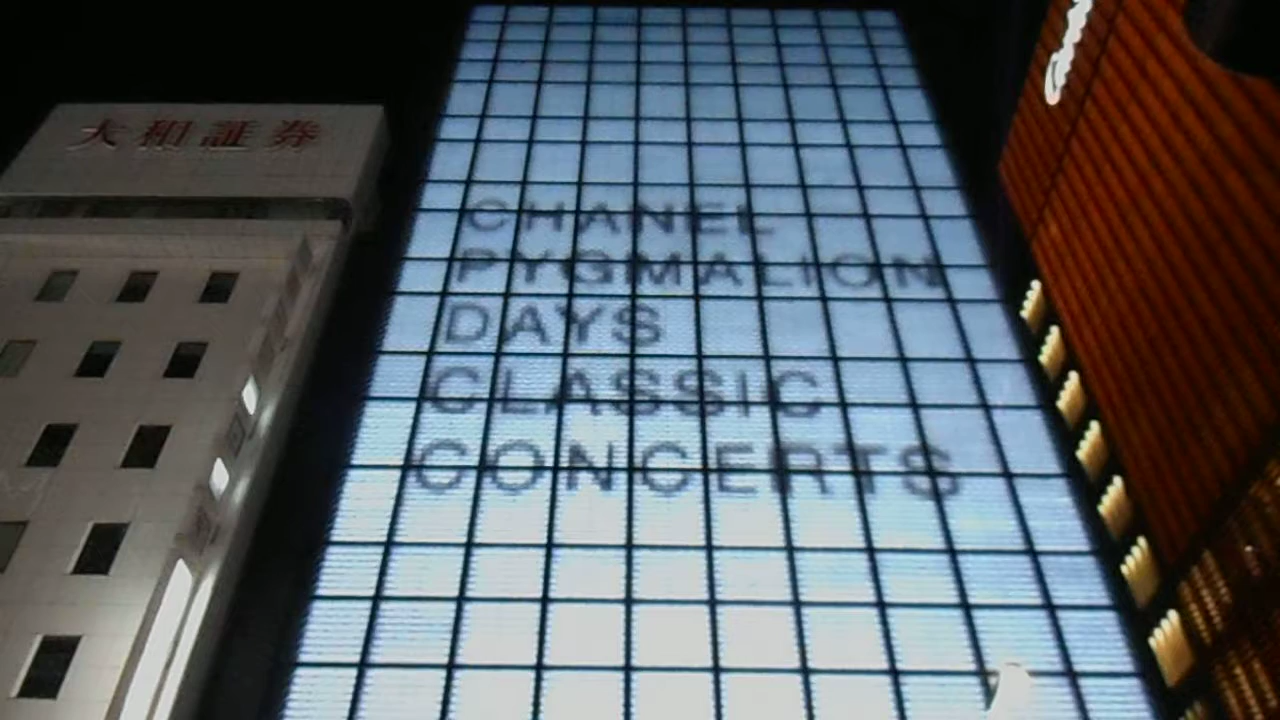 大和証券
CHANEL
PYGMALION
DAYS
CLASSIC
CONCERTS